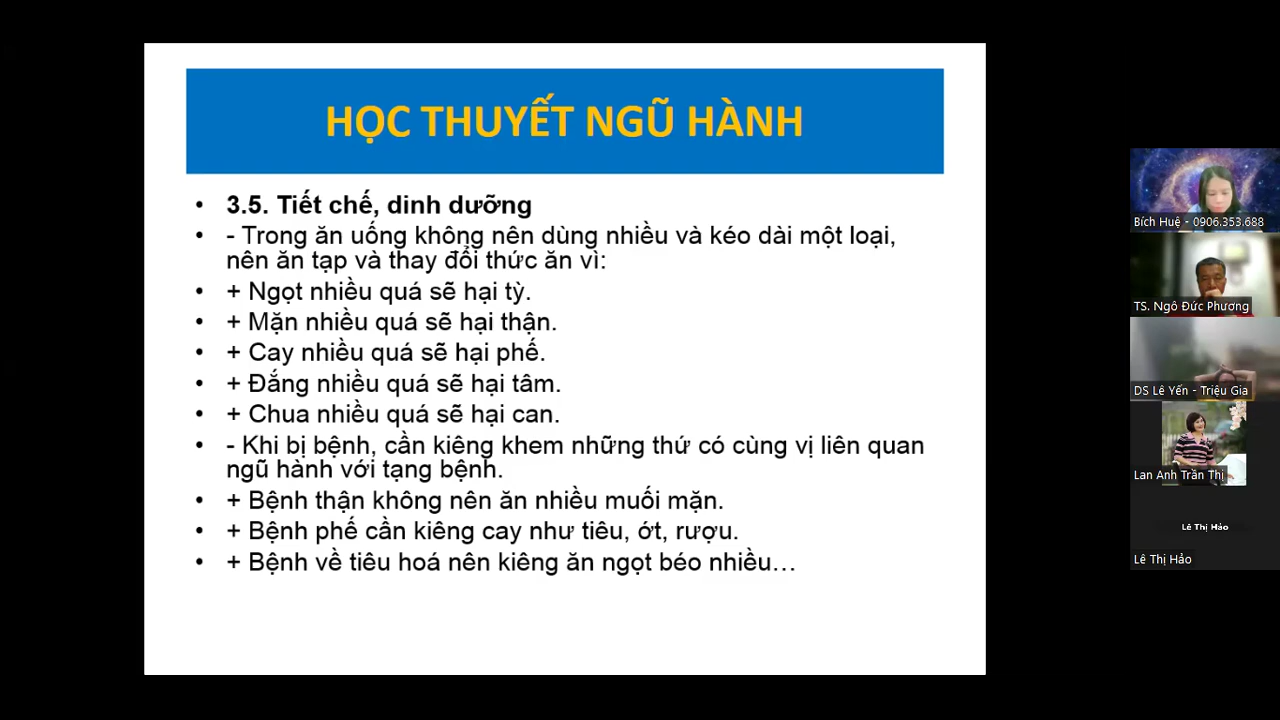 HỌC THUYẾT NGŨ HÀNH
• 3.5. Tiết chế, dinh dưỡng
• - Trong ăn uống không nên dùng nhiều và kéo dài một loại,
nên ăn tạp và thay đổi thức ăn vì:
• + Ngọt nhiều quá sẽ hại tỳ.
• + Mặn nhiều quá sẽ hại thận.
• + Cay nhiều quá sẽ hại phế.
• + Đắng nhiều quá sẽ hại tâm.
• + Chua nhiều quá sẽ hại can.
• - Khi bị bệnh, cần kiêng khem những thứ có cùng vị liên quan
ngũ hành với tạng bệnh.
• + Bệnh thận không nên ăn nhiều muối mặn.
• + Bệnh phế cần kiêng cay như tiêu, ớt, rượu.
• + Bệnh về tiêu hoá nên kiêng ăn ngọt béo nhiều…
Bích Huệ - 0906.353.688
TS. Ngô Đức Phương
DS Lê Yến - Triệu Gia
Lan Anh Trần Thị
Lê Thị Hảo
Lê Thị Hảo